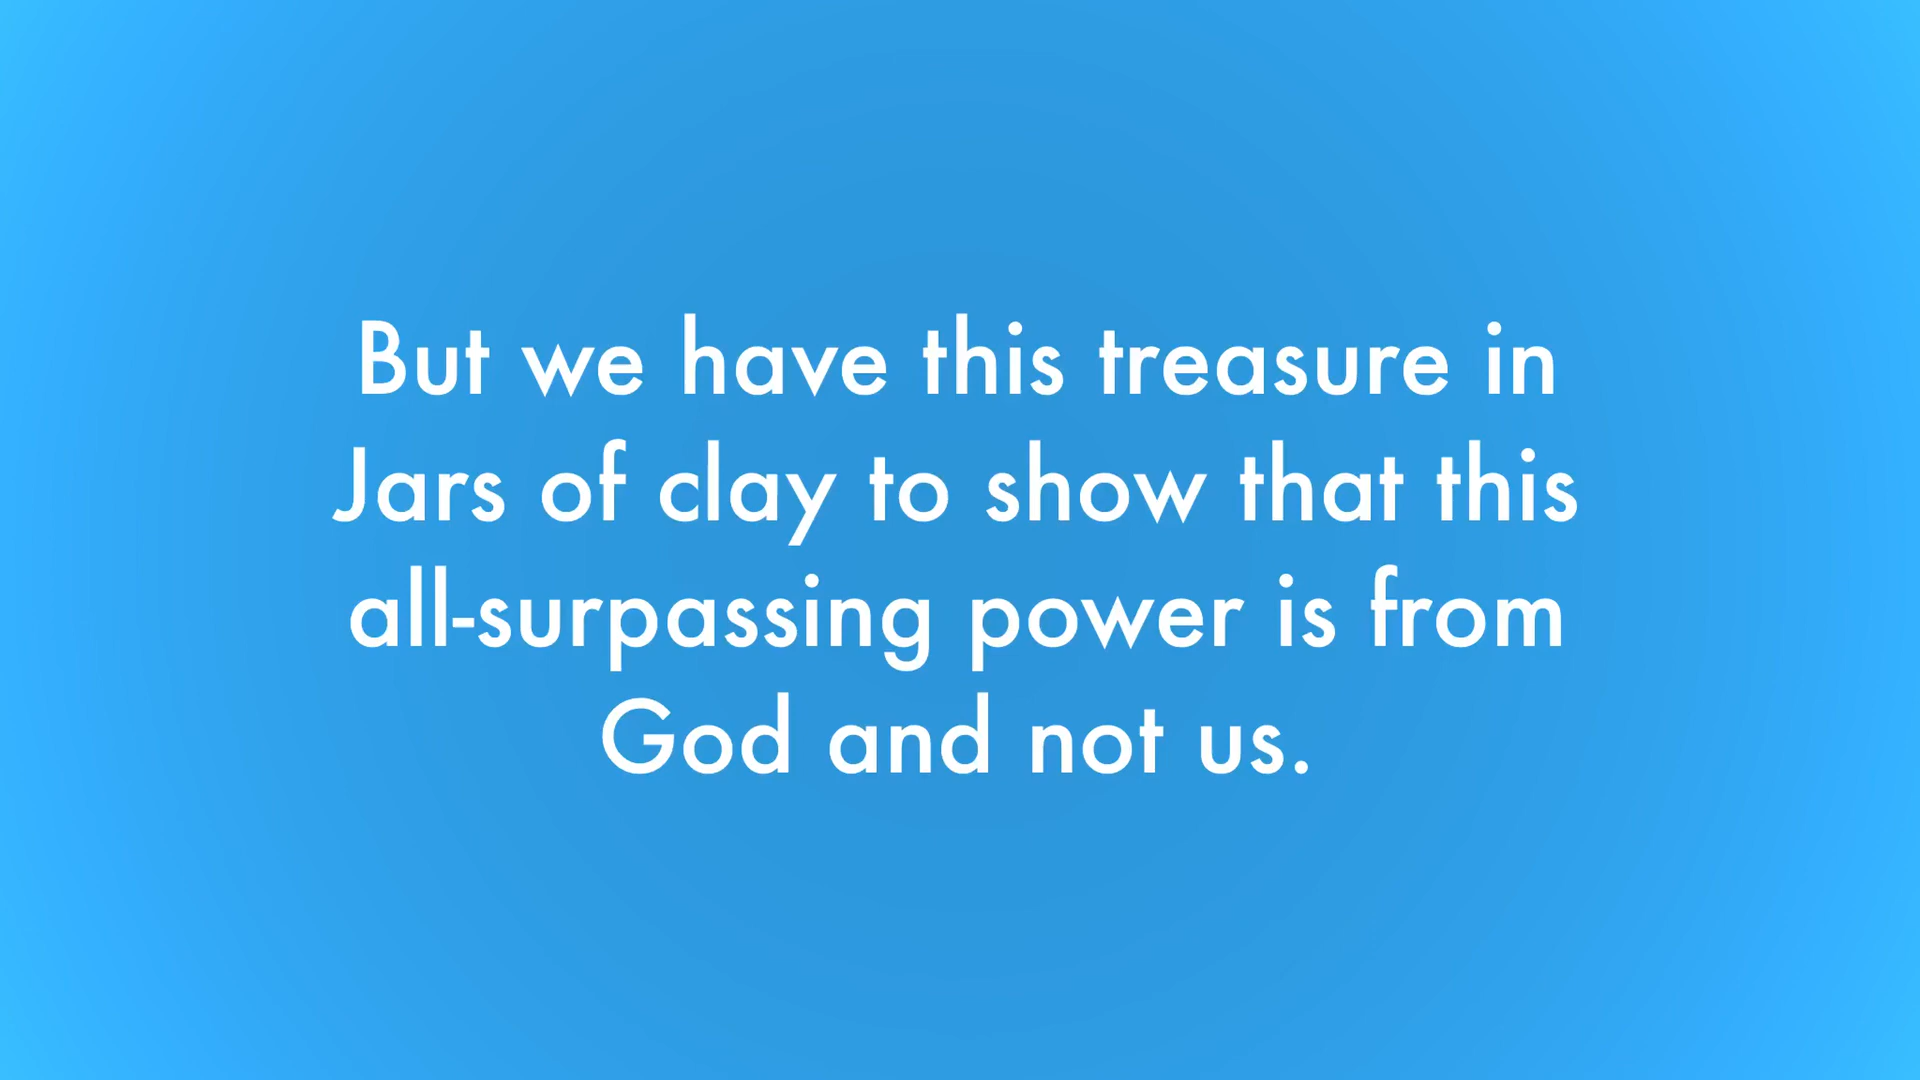 But we have this treasure in
Jars of clay to show that this
all-surpassing power is from
God and not us.